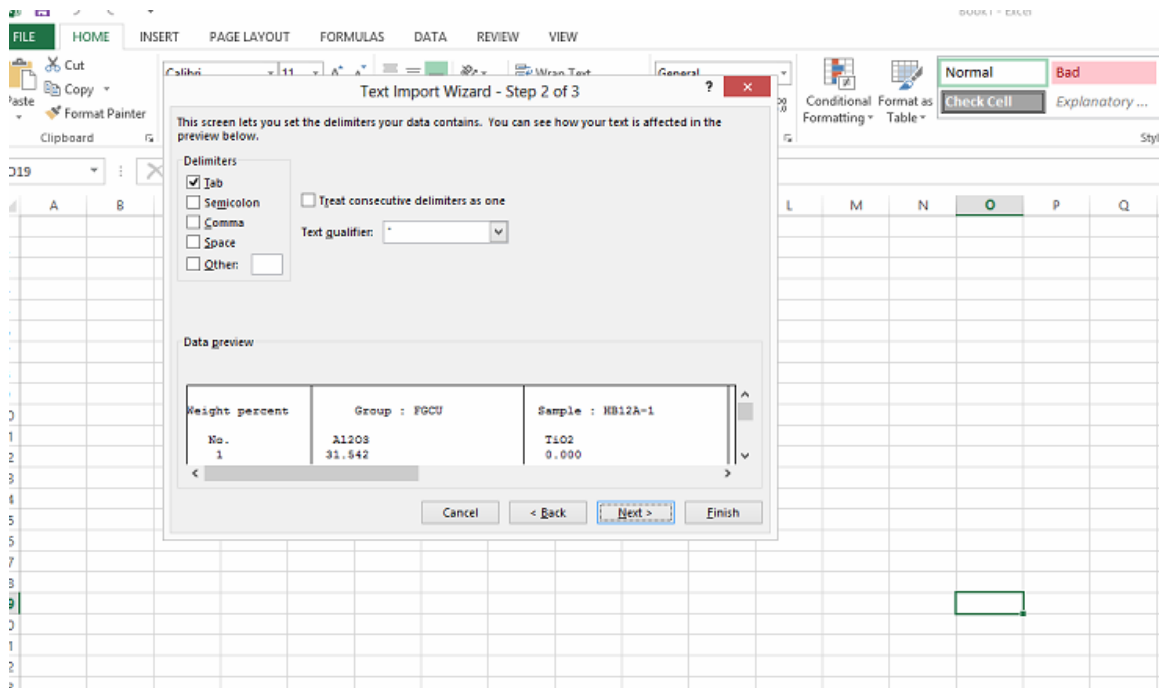 Book1 - Excel
FILE HOME INSERT PAGE LAYOUT FORMULAS DATA REVIEW VIEW
Cut
Copy
Paste
Format Painter
Clipboard
Calibri 11
Wrap Text
General
Conditional Formatting
Format as Table
Normal Bad
Check Cell Explanatory ...
Text Import Wizard - Step 2 of 3
? ×
This screen lets you set the delimiters your data contains. You can see how your text is affected in the
preview below.
Delimiters
Tab
Semicolon
Comma
Space
Other:
Treat consecutive delimiters as one
Text qualifier: "
Data preview
Weight percent Group : FGCU Sample : HB12A-1
No. Al2O3 TiO2
1 31.542 0.000
Cancel < Back Next > Finish
A B L M N O P Q